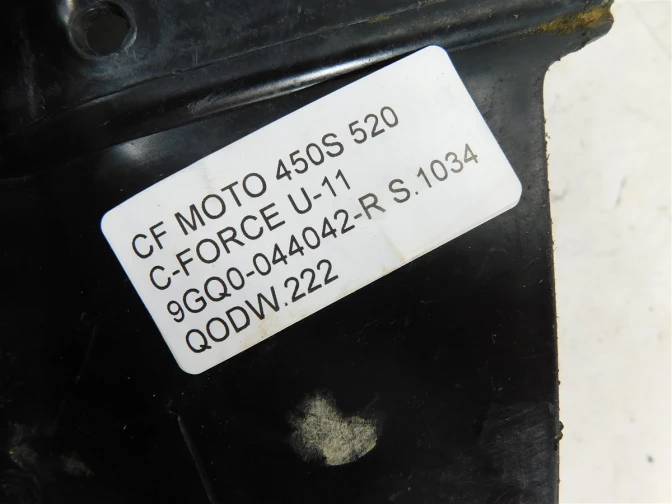 CF MOTO 450S 520
C-FORCE U-11
9GQ0-044042-R S.1034
QODW.222